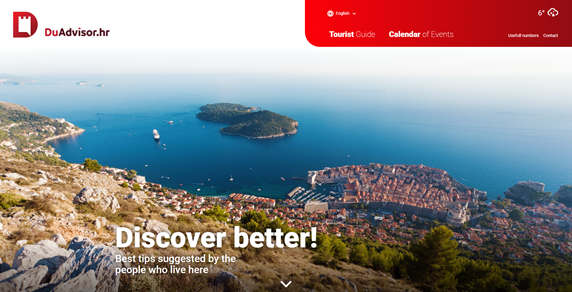 DuAdvisor.hr
English
6°
Tourist Guide
Calendar of Events
Usefull numbers
Contact
Discover better!
Best tips suggested by the
people who live here